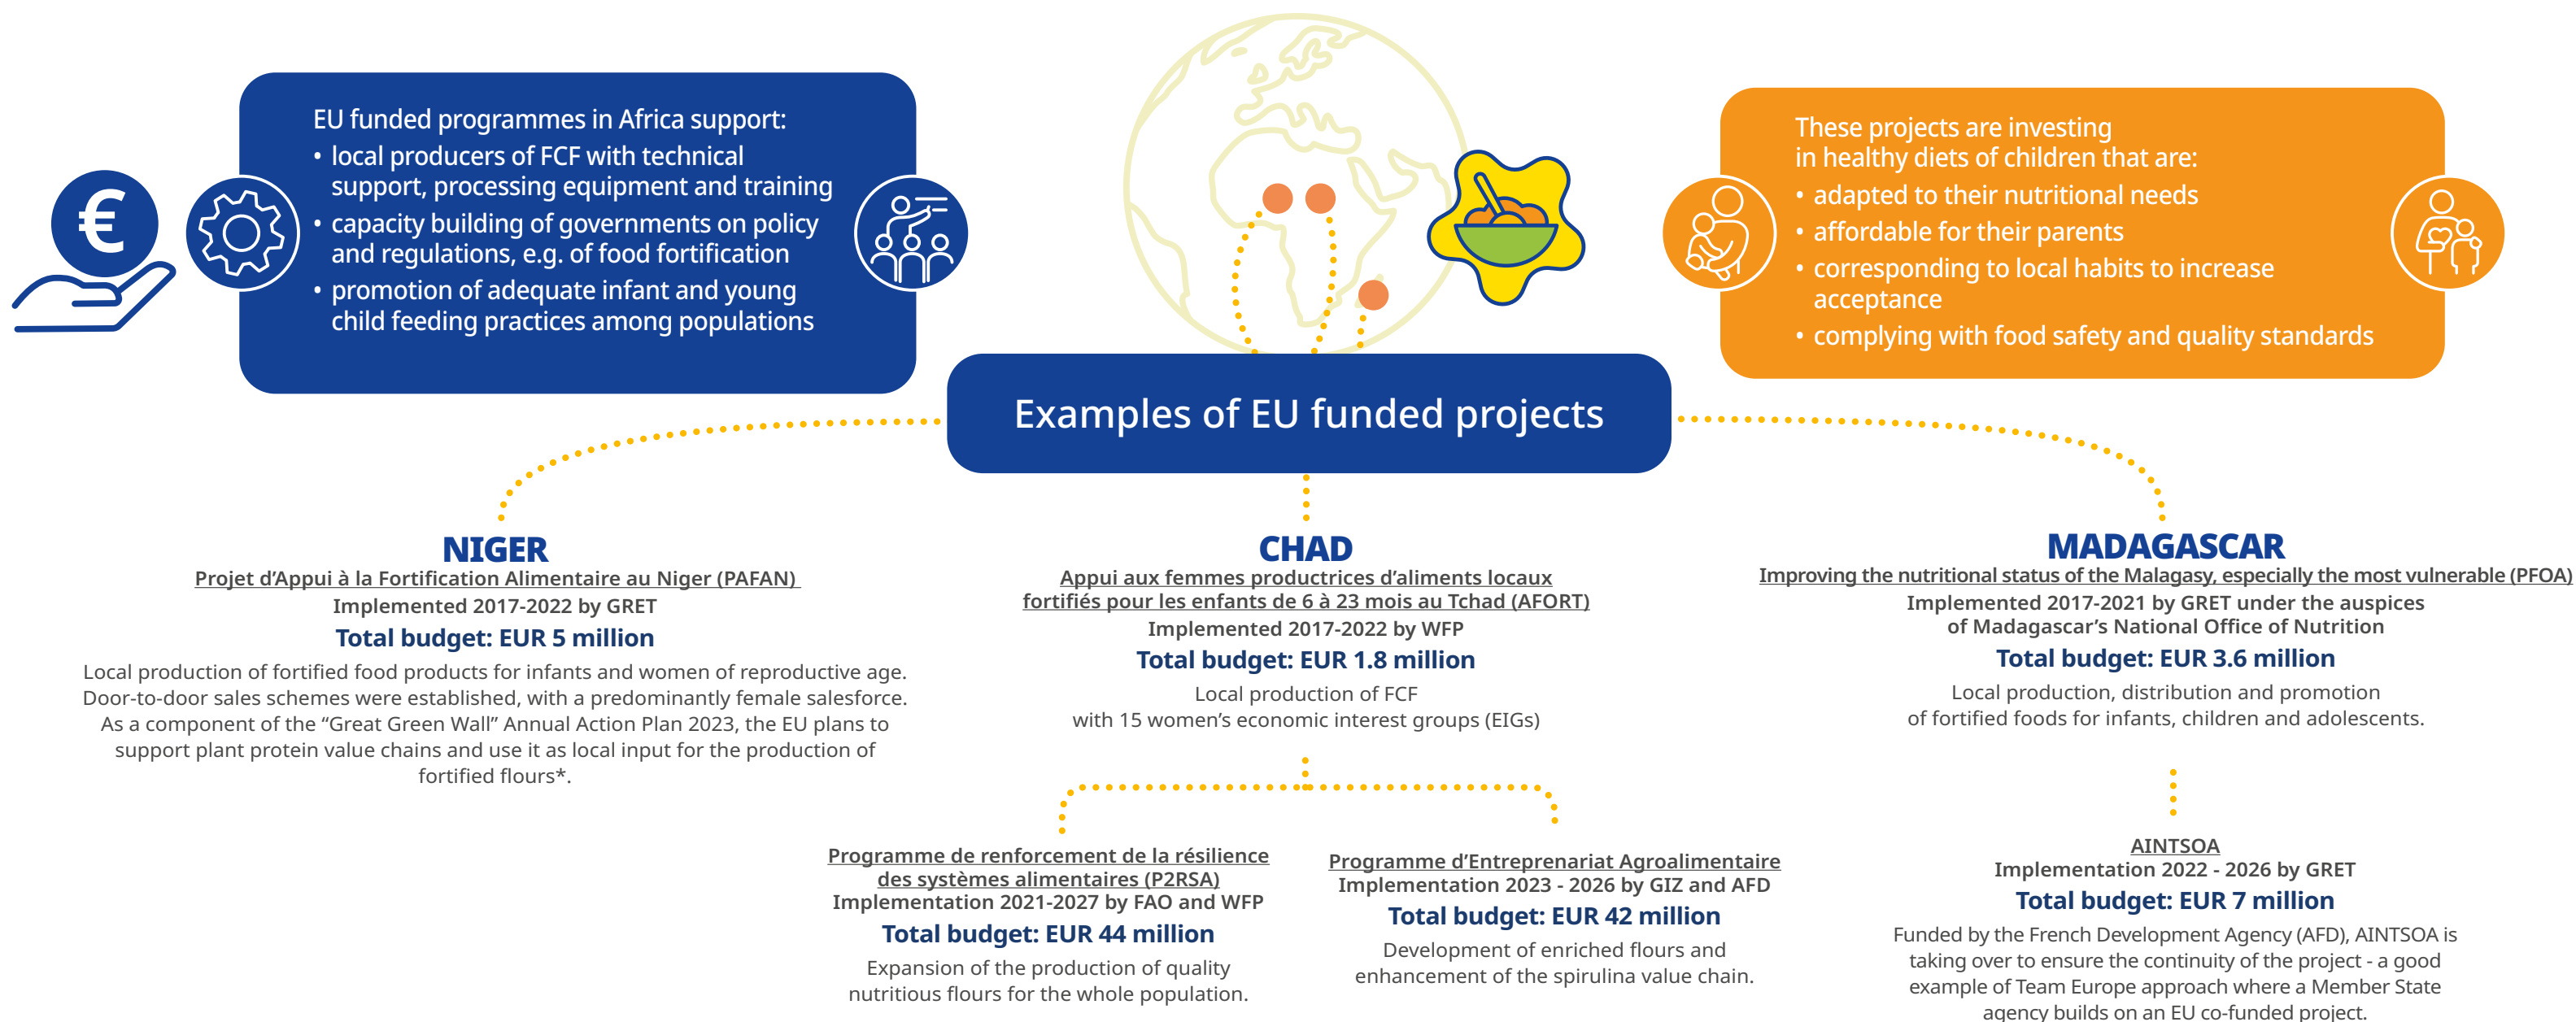 €
EU funded programmes in Africa support:
• local producers of FCF with technical
support, processing equipment and training
• capacity building of governments on policy
and regulations, e.g. of food fortification
• promotion of adequate infant and young
child feeding practices among populations
These projects are investing
in healthy diets of children that are:
• adapted to their nutritional needs
• affordable for their parents
• corresponding to local habits to increase
acceptance
• complying with food safety and quality standards
Examples of EU funded projects
NIGER
Projet d’Appui à la Fortification Alimentaire au Niger (PAFAN)
Implemented 2017-2022 by GRET
Total budget: EUR 5 million
Local production of fortified food products for infants and women of reproductive age.
Door-to-door sales schemes were established, with a predominantly female salesforce.
As a component of the “Great Green Wall” Annual Action Plan 2023, the EU plans to
support plant protein value chains and use it as local input for the production of
fortified flours*.
CHAD
Appui aux femmes productrices d’aliments locaux
fortifiés pour les enfants de 6 à 23 mois au Tchad (AFORT)
Implemented 2017-2022 by WFP
Total budget: EUR 1.8 million
Local production of FCF
with 15 women’s economic interest groups (EIGs)
Programme de renforcement de la résilience
des systèmes alimentaires (P2RSA)
Implementation 2021-2027 by FAO and WFP
Total budget: EUR 44 million
Expansion of the production of quality
nutritious flours for the whole population.
Programme d’Entreprenariat Agroalimentaire
Implementation 2023 - 2026 by GIZ and AFD
Total budget: EUR 42 million
Development of enriched flours and
enhancement of the spirulina value chain.
MADAGASCAR
Improving the nutritional status of the Malagasy, especially the most vulnerable (PFOA)
Implemented 2017-2021 by GRET under the auspices
of Madagascar’s National Office of Nutrition
Total budget: EUR 3.6 million
Local production, distribution and promotion
of fortified foods for infants, children and adolescents.
AINTSOA
Implementation 2022 - 2026 by GRET
Total budget: EUR 7 million
Funded by the French Development Agency (AFD), AINTSOA is
taking over to ensure the continuity of the project - a good
example of Team Europe approach where a Member State
agency builds on an EU co-funded project.